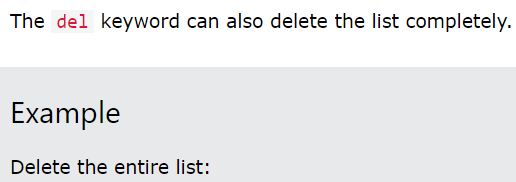 The del keyword can also delete the list completely.
Example
Delete the entire list: